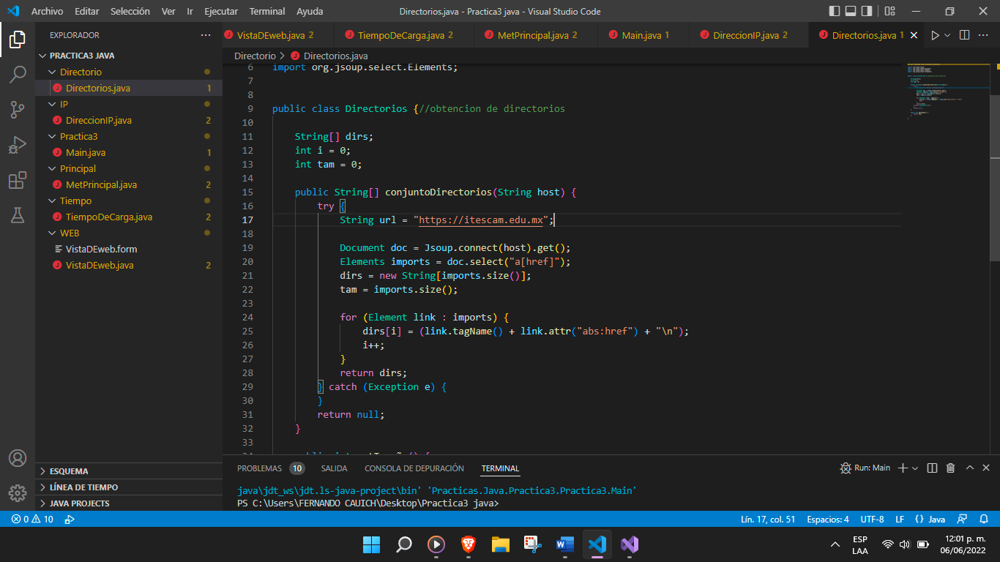 Archivo Editar Selección Ver Ir Ejecutar Terminal Ayuda
Directorios.java - Practica3 java - Visual Studio Code
EXPLORADOR
PRACTICA3 JAVA
Directorio
Directorios.java 1
IP
DireccionIP.java 2
Practica3
Main.java 1
Principal
MetPrincipal.java 2
Tiempo
TiempoDeCarga.java 2
WEB
VistaDEweb.form
VistaDEweb.java 2
ESQUEMA
LÍNEA DE TIEMPO
JAVA PROJECTS
VistaDEweb.java 2 TiempoDeCarga.java 2 MetPrincipal.java 2 Main.java 1 DireccionIP.java 2 Directorios.java 1
Directorio > Directorios.java
6 import org.jsoup.select.Elements;
7
8
9 public class Directorios {//obtencion de directorios
10
11 String[] dirs;
12 int i = 0;
13 int tam = 0;
14
15 public String[] conjuntoDirectorios(String host) {
16 try {
17 String url = "https://itescam.edu.mx";
18
19 Document doc = Jsoup.connect(host).get();
20 Elements imports = doc.select("a[href]");
21 dirs = new String[imports.size()];
22 tam = imports.size();
23
24 for (Element link : imports) {
25 dirs[i] = (link.tagName() + link.attr("abs:href") + "\n");
26 i++;
27 }
28 return dirs;
29 } catch (Exception e) {
30 }
31 return null;
32 }
33
PROBLEMAS 10 SALIDA CONSOLA DE DEPURACIÓN TERMINAL
Run: Main
java\jdt_ws\jdt.ls-java-project\bin' 'Practicas.Java.Practica3.Practica3.Main'
PS C:\Users\FERNANDO CAUICH\Desktop\Practica3 java>
0 10
Lín. 17, col. 51 Espacios: 4 UTF-8 LF {} Java
ESP
LAA
12:01 p. m.
06/06/2022